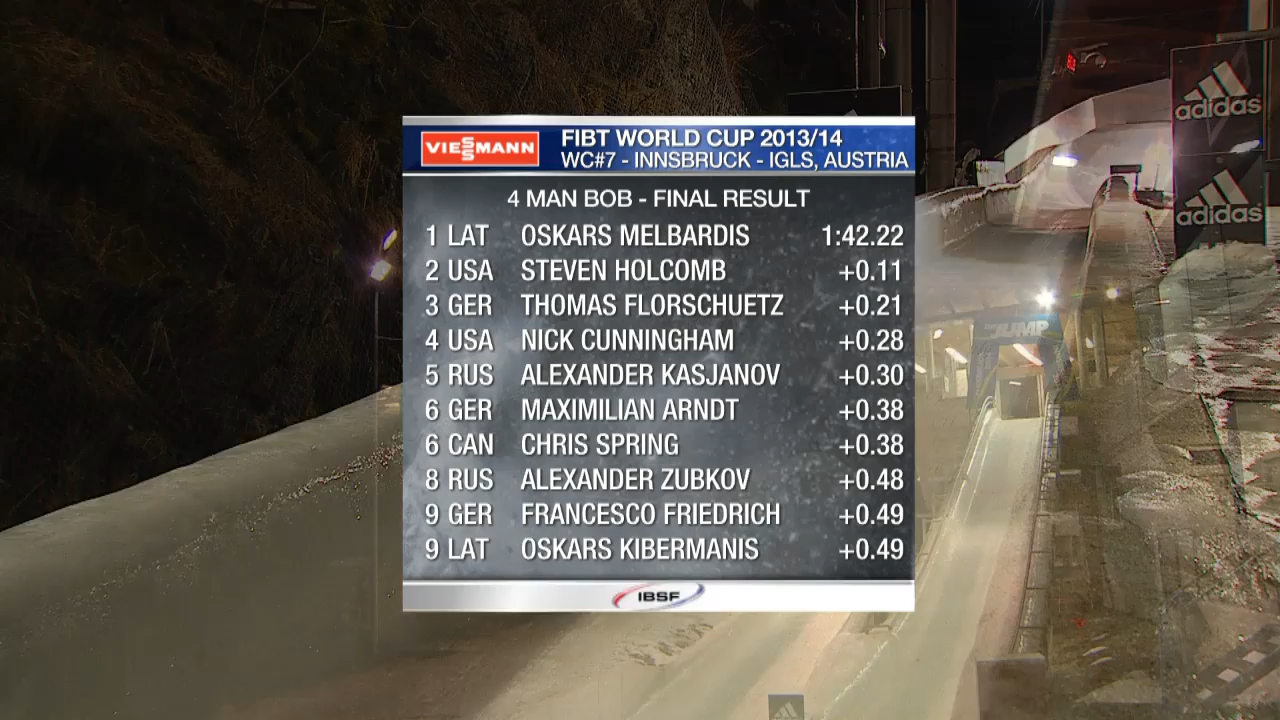 adidas
adidas
VIESSMANN
FIBT WORLD CUP 2013/14
WC#7 - INNSBRUCK - IGLS, AUSTRIA
4 MAN BOB - FINAL RESULT
1 LAT OSKARS MELBARDIS 1:42.22
2 USA STEVEN HOLCOMB +0.11
3 GER THOMAS FLORSCHUETZ +0.21
4 USA NICK CUNNINGHAM +0.28
5 RUS ALEXANDER KASJANOV +0.30
6 GER MAXIMILIAN ARNDT +0.38
6 CAN CHRIS SPRING +0.38
8 RUS ALEXANDER ZUBKOV +0.48
9 GER FRANCESCO FRIEDRICH +0.49
9 LAT OSKARS KIBERMANIS +0.49
IBSF